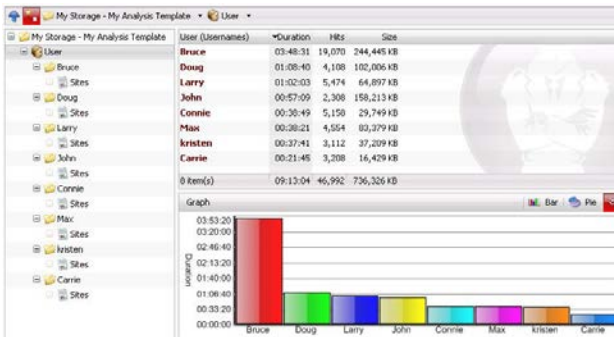 My Storage - My Analysis Template User
My Storage - My Analysis Template
User
Bruce
Sites
Doug
Sites
Larry
Sites
John
Sites
Connie
Sites
Max
Sites
kristen
Sites
Carrie
Sites
User (Usernames) Duration Hits Size
Bruce 03:48:31 19,070 244,445 KB
Doug 01:08:40 4,108 102,006 KB
Larry 01:02:03 5,474 64,897 KB
John 00:57:09 2,308 158,213 KB
Connie 00:38:49 5,158 29,749 KB
Max 00:38:21 4,554 83,379 KB
kristen 00:37:41 3,112 37,209 KB
Carrie 00:21:45 3,208 16,429 KB
8 item(s) 09:13:04 46,992 736,326 KB
Graph Bar Pie
Duration
03:53:20
03:20:00
02:46:40
02:13:20
01:40:00
01:06:40
00:33:20
00:00:00
Bruce Doug Larry John Connie Max kristen Carrie